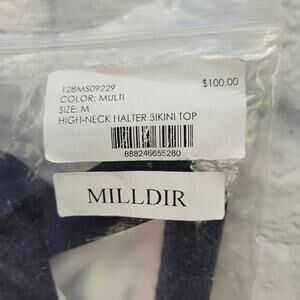 128MS09229
$100.00
COLOR: MULTI
SIZE: M
HIGH-NECK HALTER BIKINI TOP
888246655280
MILLDIR